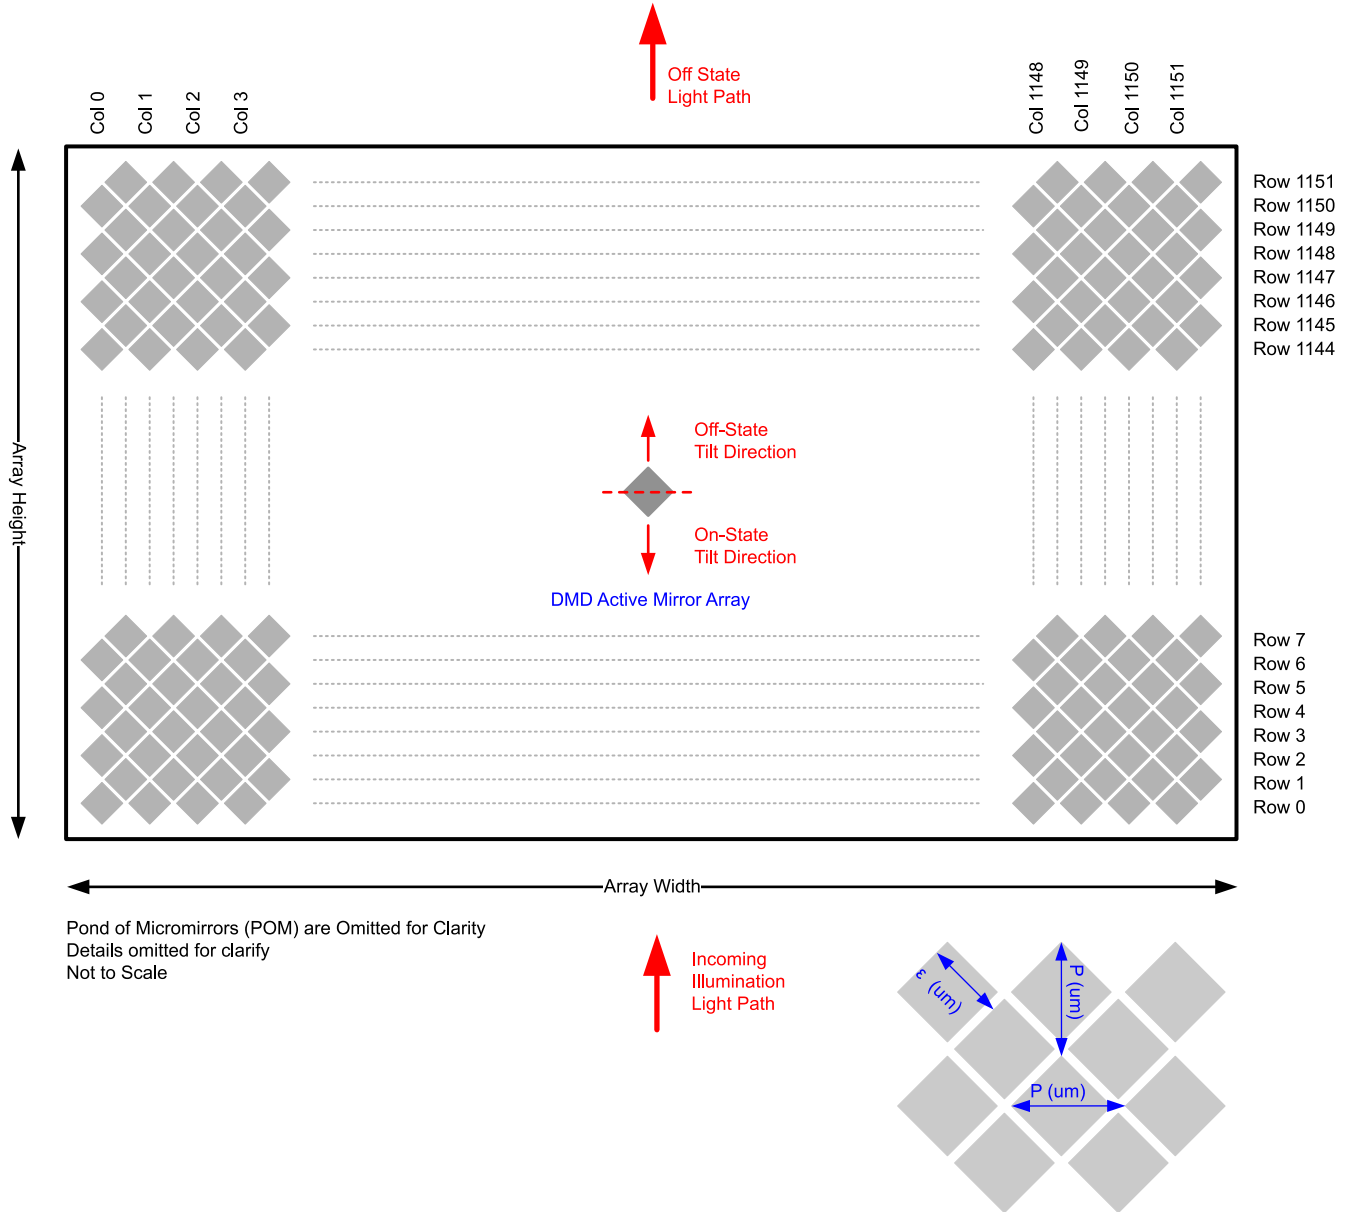 Off State
Light Path
Col 0
Col 1
Col 2
Col 3
Col 1148
Col 1149
Col 1150
Col 1151
Row 1151
Row 1150
Row 1149
Row 1148
Row 1147
Row 1146
Row 1145
Row 1144
Array Height
Off-State
Tilt Direction
On-State
Tilt Direction
DMD Active Mirror Array
Row 7
Row 6
Row 5
Row 4
Row 3
Row 2
Row 1
Row 0
Array Width
Pond of Micromirrors (POM) are Omitted for Clarity
Details omitted for clarify
Not to Scale
Incoming
Illumination
Light Path
ε (um)
P (um)
P (um)